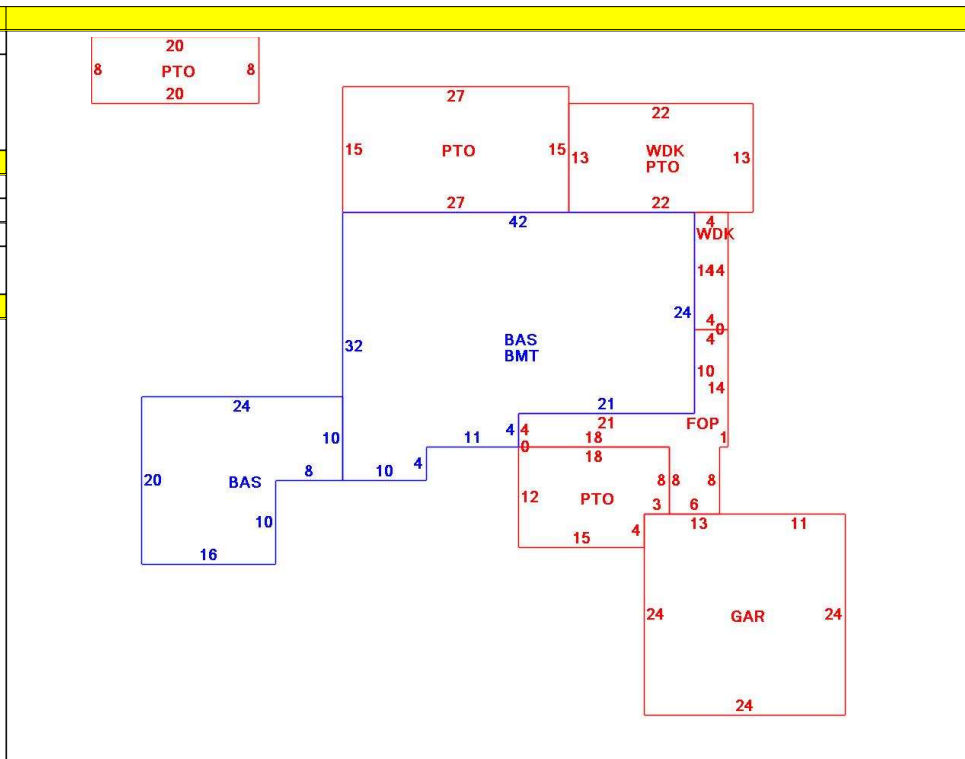 20
8 PTO 8
20
27
22
15 PTO 15
13 WDK 13
PTO
27 22
42 4
WDK
14 4
24 4 0
4
32 BAS
BMT
10
14
24 21
10 4 4 21 FOP
11 0 18 1
18
8 10 4
20 BAS
12 PTO 8 8 8
3 6
10 4 13 11
16 15
24 GAR 24
24